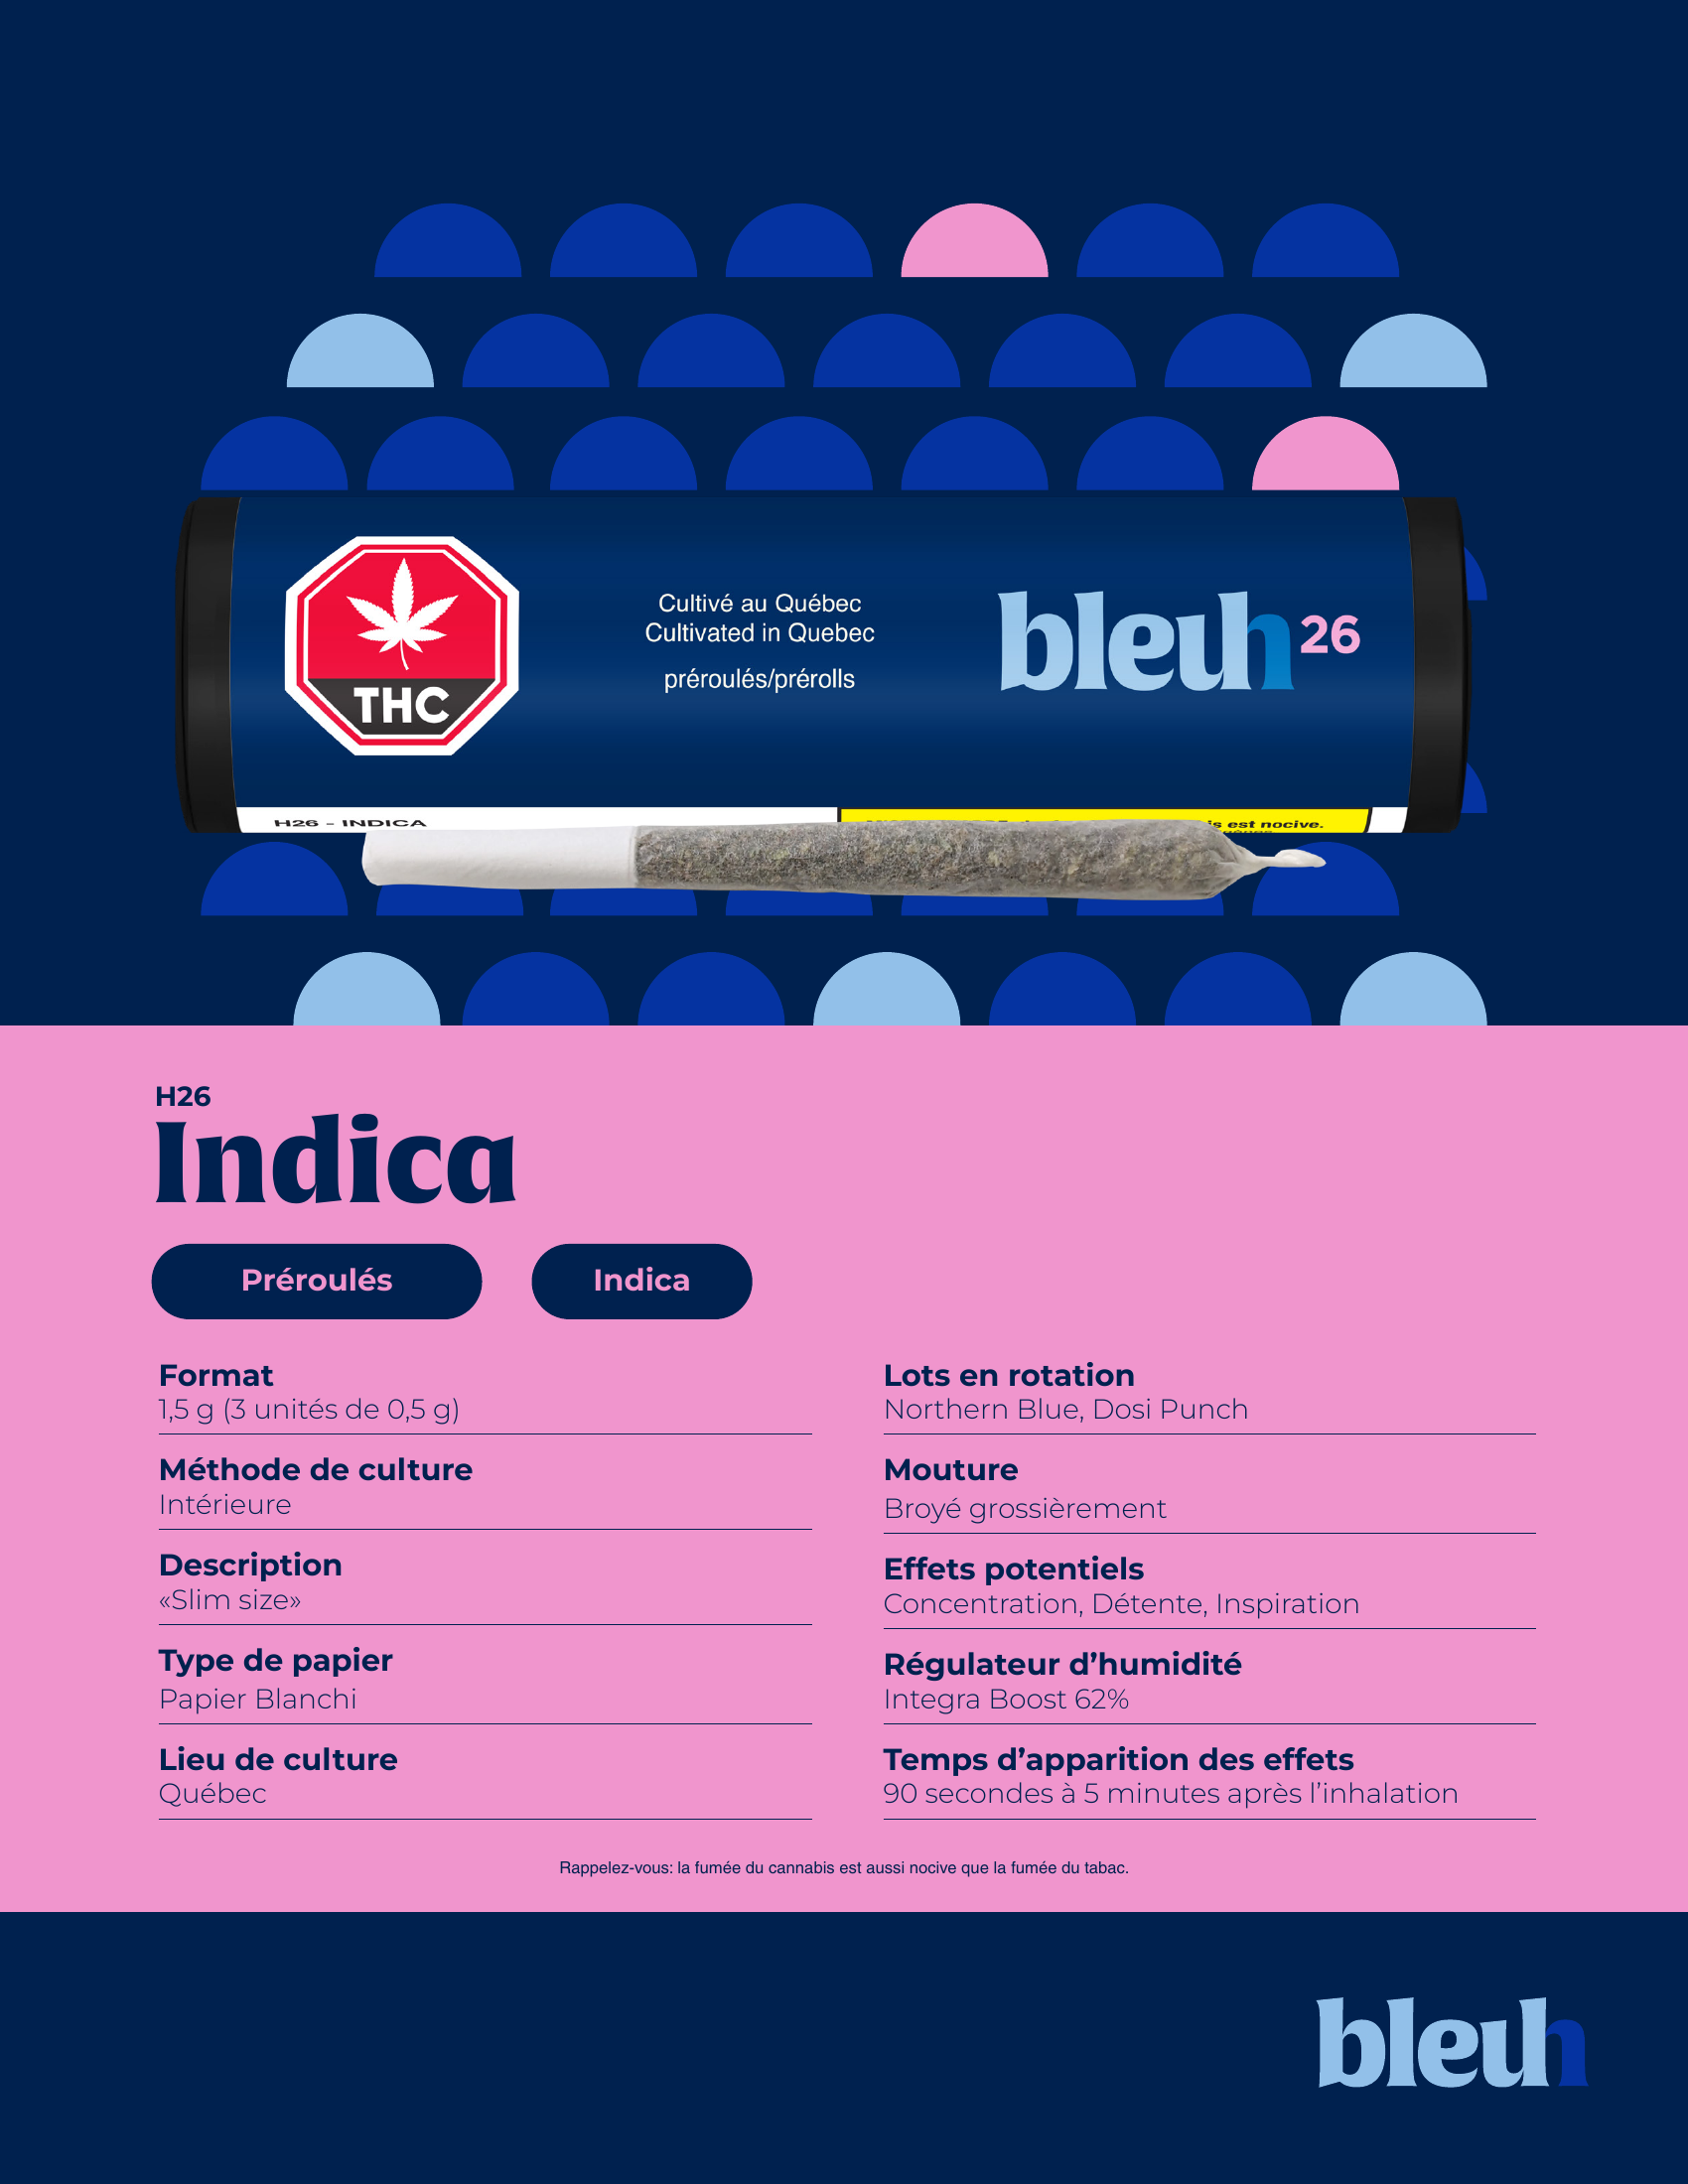 Cultivé au Québec
Cultivated in Quebec
préroulés/prérolls
bleuh26
THC
H26 - INDICA
est nocive.
H26
Indica
Préroulés
Indica
Format
1,5 g (3 unités de 0,5 g)
Méthode de culture
Intérieure
Description
«Slim size»
Type de papier
Papier Blanchi
Lieu de culture
Québec
Lots en rotation
Northern Blue, Dosi Punch
Mouture
Broyé grossièrement
Effets potentiels
Concentration, Détente, Inspiration
Régulateur d’humidité
Integra Boost 62%
Temps d’apparition des effets
90 secondes à 5 minutes après l’inhalation
Rappelez-vous: la fumée du cannabis est aussi nocive que la fumée du tabac.
bleuh